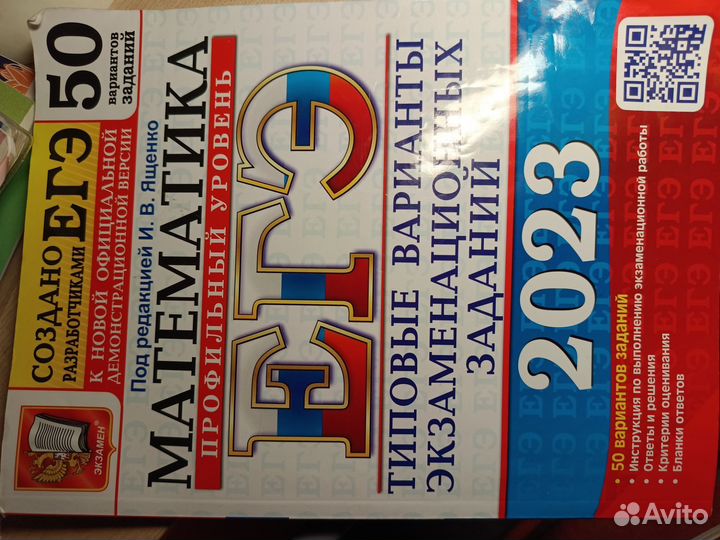 СОЗДАНО
РАЗРАБОТЧИКАМИ ЕГЭ
50
вариантов
заданий
К НОВОЙ ОФИЦИАЛЬНОЙ
ДЕМОНСТРАЦИОННОЙ ВЕРСИИ
ЭКЗАМЕН®
Под редакцией И. В. Ященко
МАТЕМАТИКА
ПРОФИЛЬНЫЙ УРОВЕНЬ
ЕГЭ
ТИПОВЫЕ ВАРИАНТЫ
ЭКЗАМЕНАЦИОННЫХ
ЗАДАНИЙ
2023
• 50 вариантов заданий
• Инструкция по выполнению экзаменационной работы
• Ответы и решения
• Критерии оценивания
• Бланки ответов
Avito